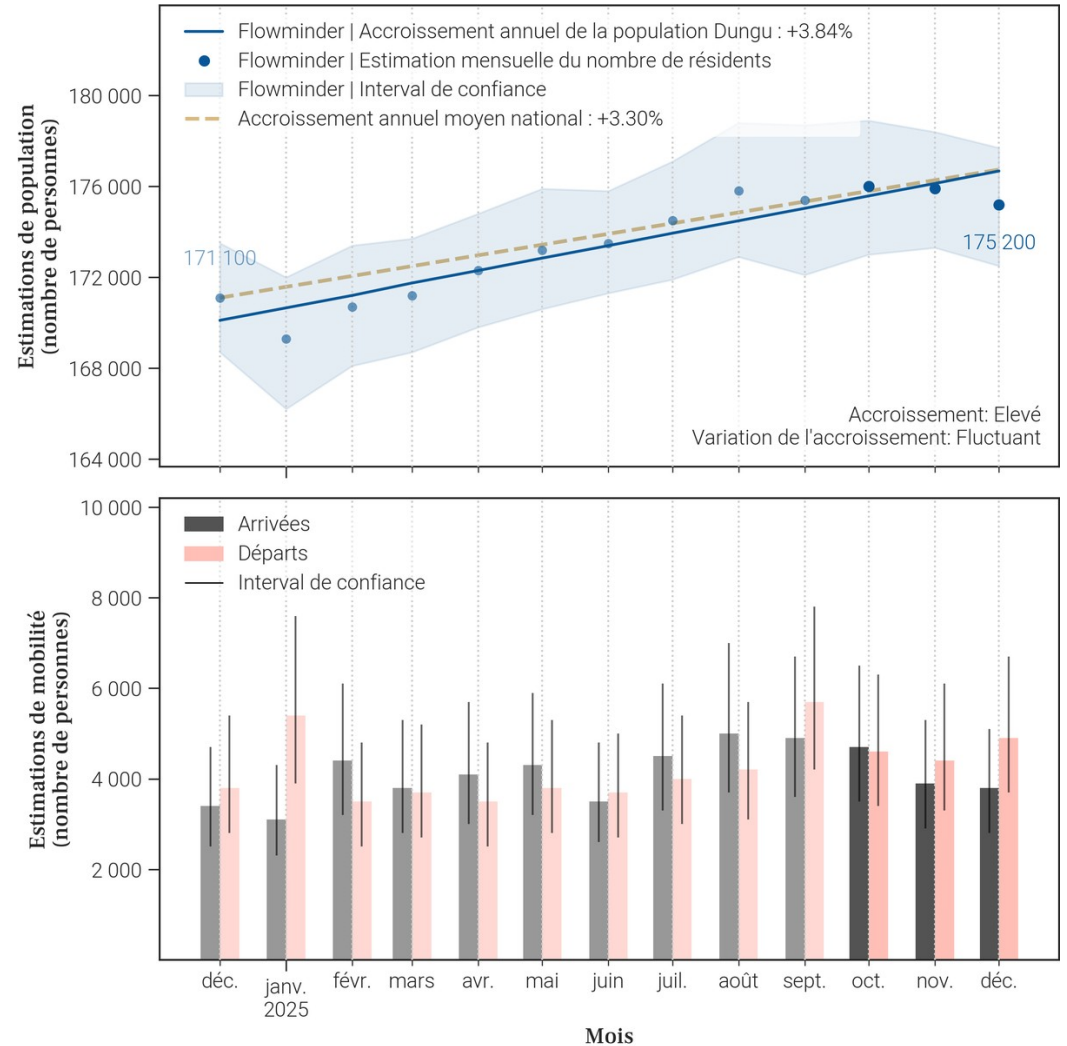 Flowminder | Accroissement annuel de la population Dungu : +3.84%
Flowminder | Estimation mensuelle du nombre de résidents
Flowminder | Interval de confiance
Accroissement annuel moyen national : +3.30%
Estimations de population
(nombre de personnes)
180 000
176 000
172 000
168 000
164 000
171 100
175 200
Accroissement: Elevé
Variation de l'accroissement: Fluctuant
Arrivées
Départs
Interval de confiance
Estimations de mobilité
(nombre de personnes)
10 000
8 000
6 000
4 000
2 000
déc.
janv.
2025
févr.
mars
avr.
mai
juin
juil.
août
sept.
oct.
nov.
déc.
Mois